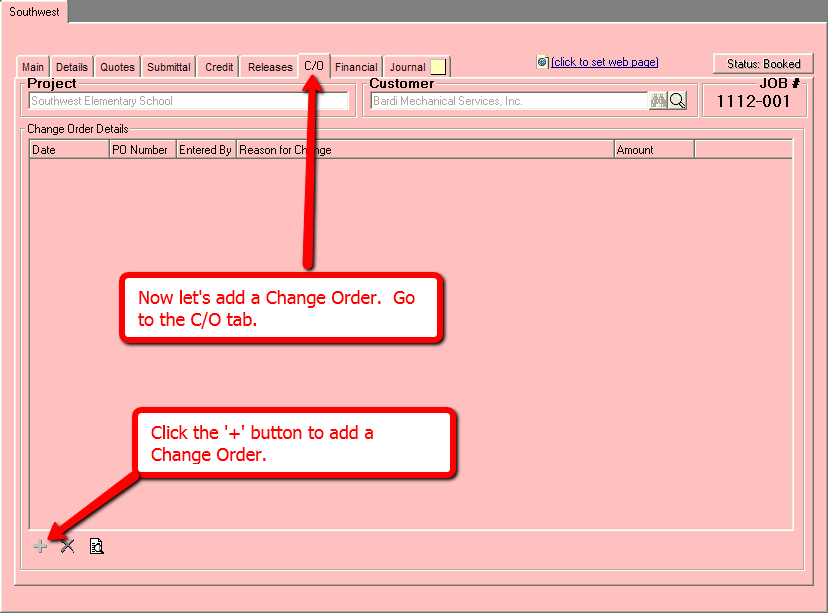 Southwest
Main Details Quotes Submittal Credit Releases C/O Financial Journal [click to set web page] Status: Booked
Project Customer JOB #
Southwest Elementary School Bardi Mechanical Services, Inc. 1112-001
Change Order Details
Date PO Number Entered By Reason for Change Amount
Now let's add a Change Order. Go
to the C/O tab.
Click the '+' button to add a
Change Order.